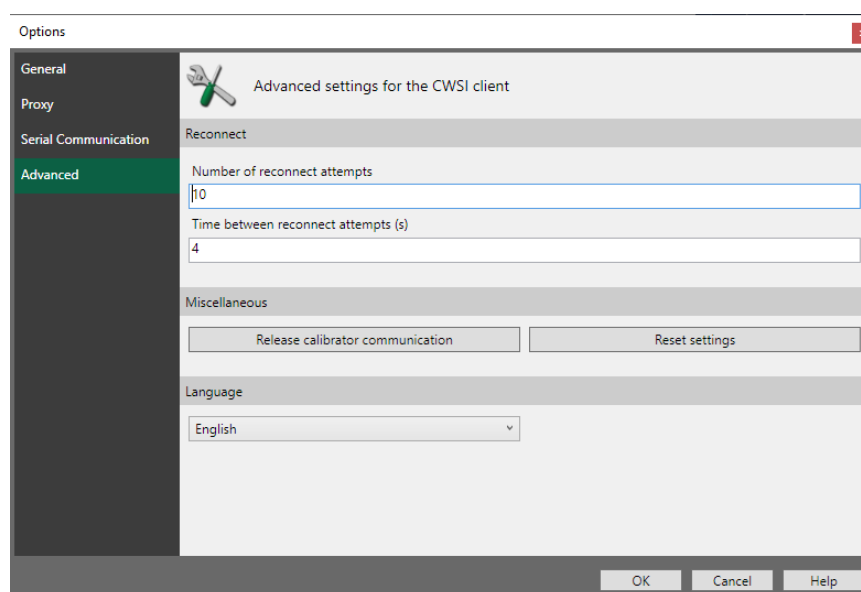 Options
General
Proxy
Serial Communication
Advanced
Advanced settings for the CWSI client
Reconnect
Number of reconnect attempts
10
Time between reconnect attempts (s)
4
Miscellaneous
Release calibrator communication
Reset settings
Language
English
OK
Cancel
Help